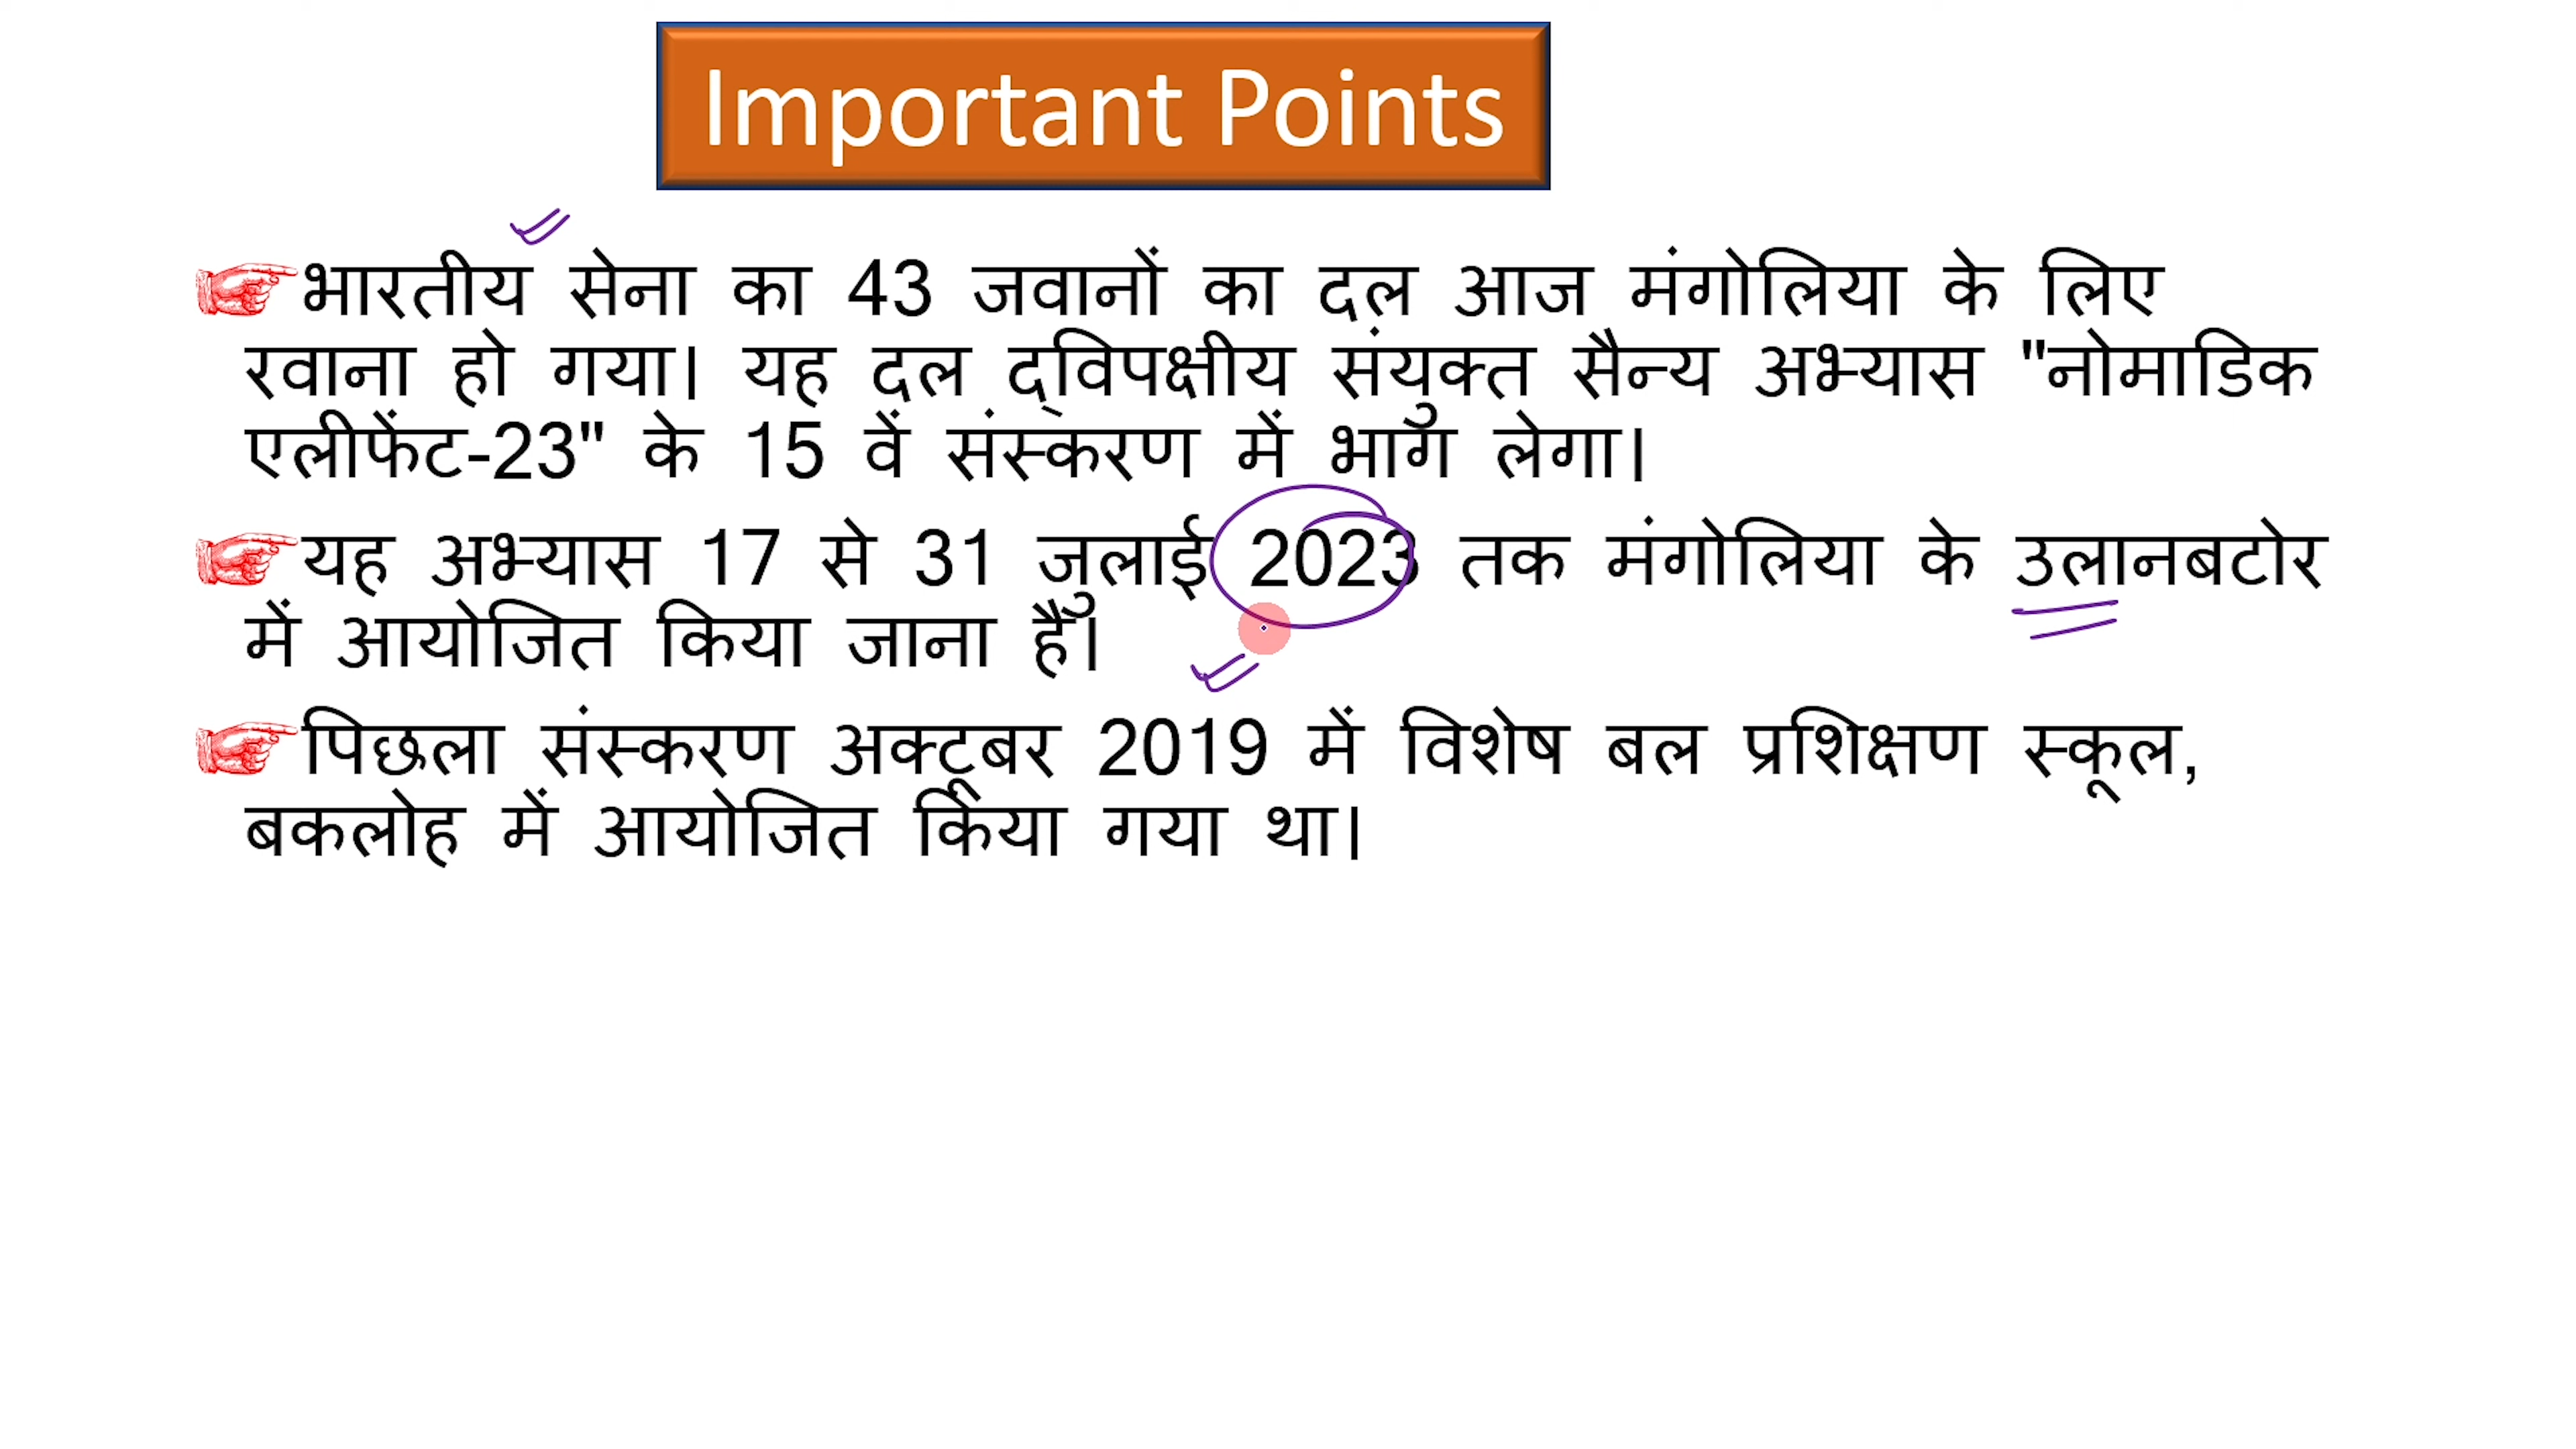 Important Points
भारतीय सेना का 43 जवानों का दल आज मंगोलिया के लिए
रवाना हो गया। यह दल द्विपक्षीय संयुक्त सैन्य अभ्यास "नोमाडिक
एलीफेंट-23" के 15 वें संस्करण में भाग लेगा।
यह अभ्यास 17 से 31 जुलाई 2023 तक मंगोलिया के उलानबटोर
में आयोजित किया जाना है।
पिछला संस्करण अक्टूबर 2019 में विशेष बल प्रशिक्षण स्कूल,
बकलोह में आयोजित किया गया था।